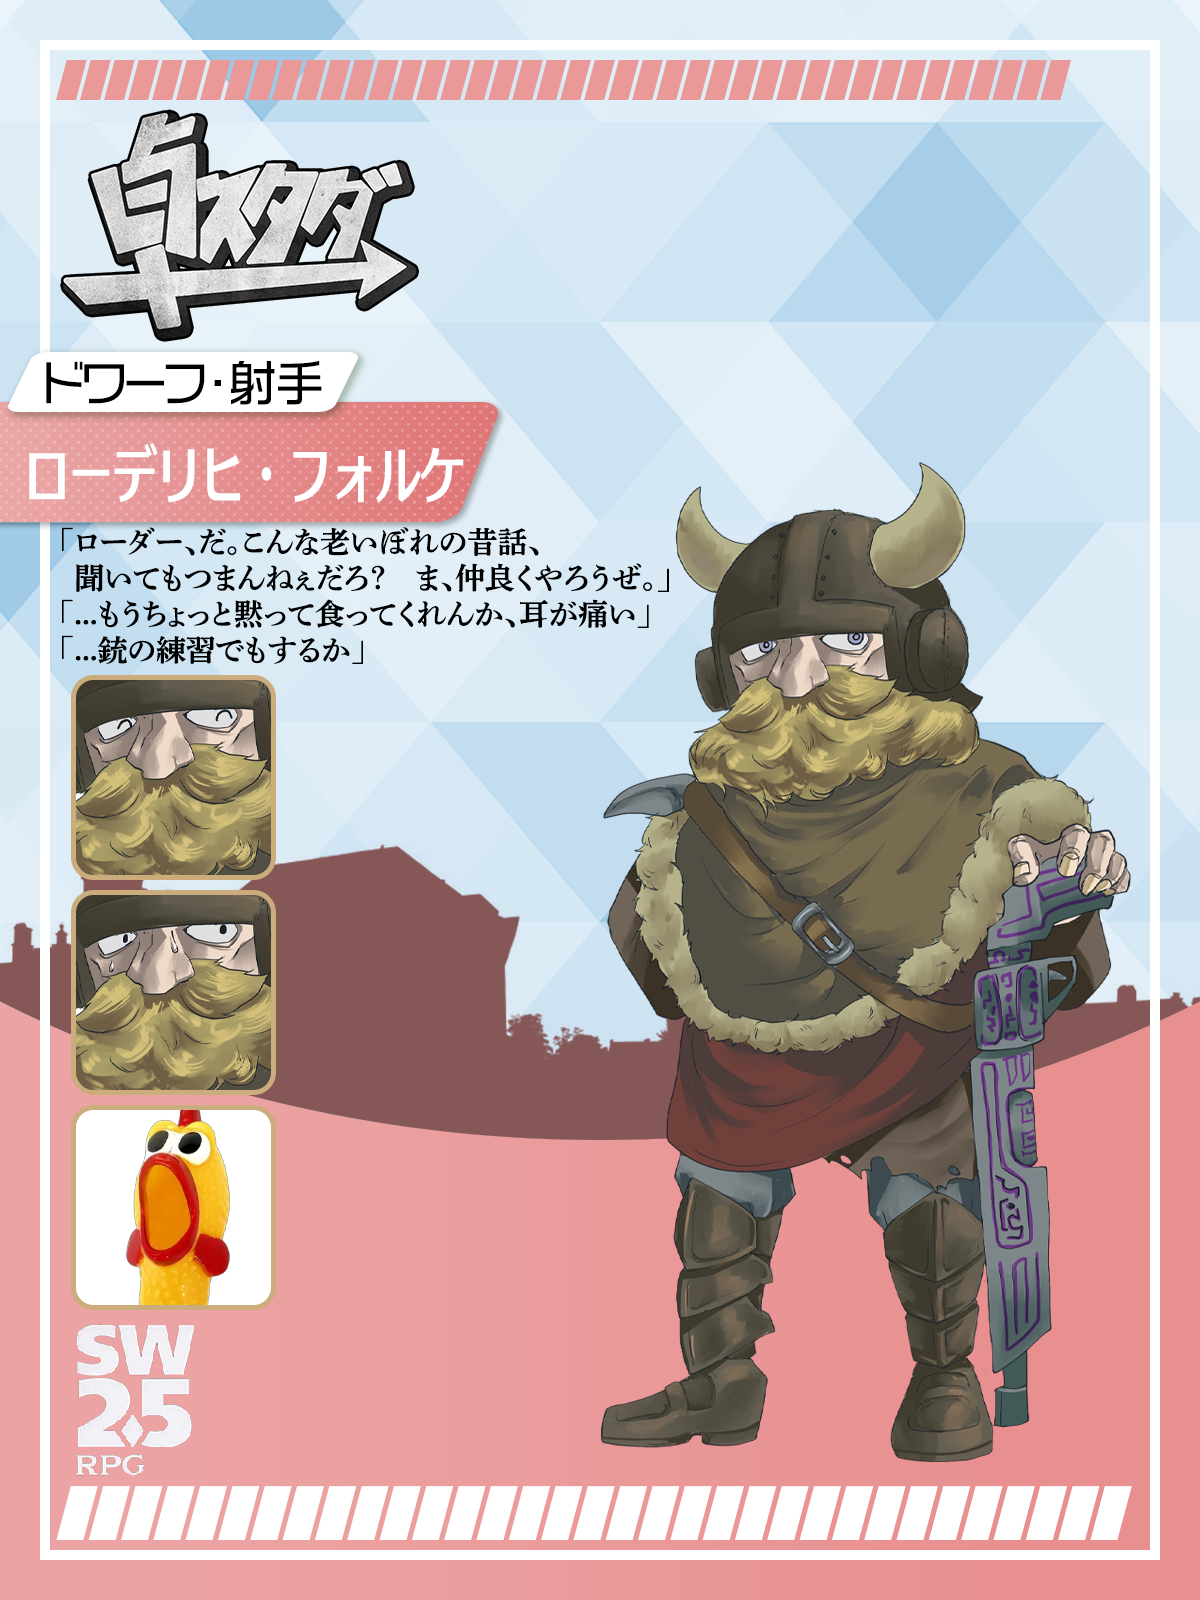 卓スタダ
ドワーフ・射手
ローデリヒ・フォルケ
「ローダー、だ。こんな老いぼれの昔話、
聞いてもつまんねぇだろ？　ま、仲良くやろうぜ。」
「…もうちょっと黙って食ってくれんか、耳が痛い」
「…銃の練習でもするか」
SW
2.5
RPG